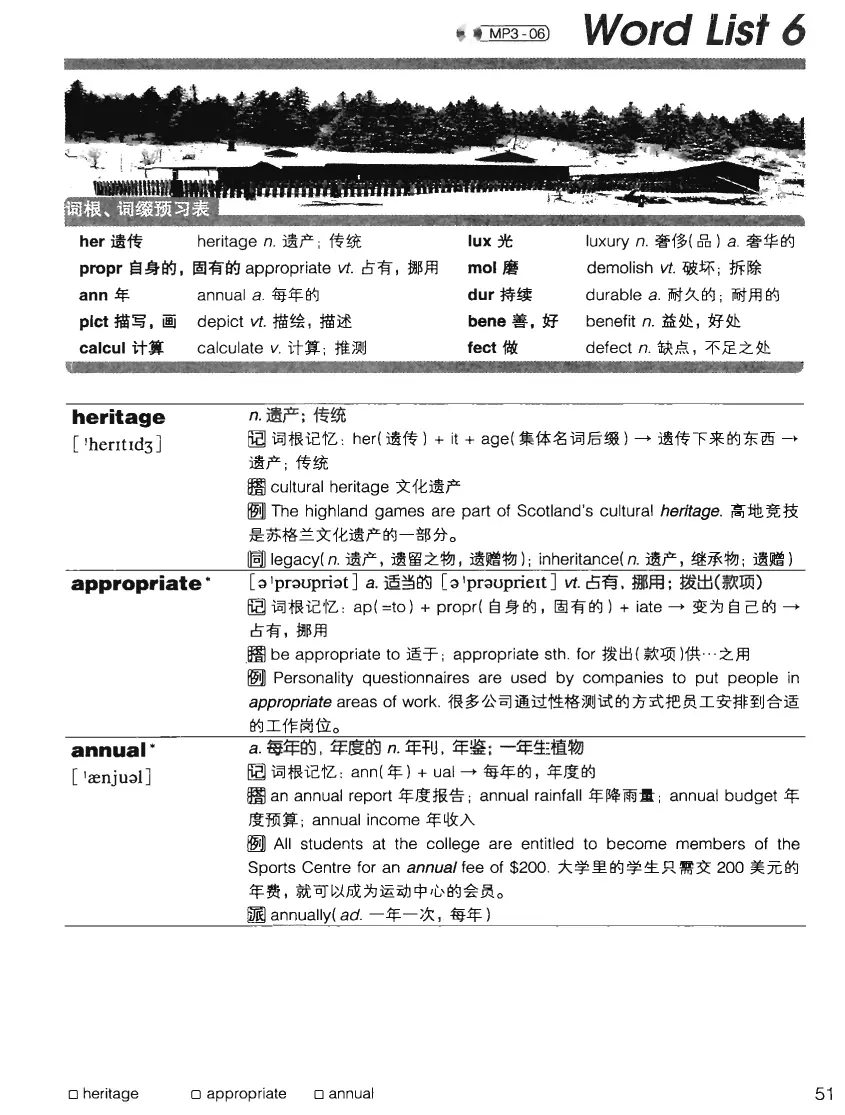 MP3-06 Word List 6
词根、词缀预习表
her 遗传 heritage n. 遗产; 传统 lux 光 luxury n. 奢侈(品) a. 奢华的
propr 自身的, 固有的 appropriate vt. 占有, 挪用 mol 磨 demolish vt. 破坏; 拆除
ann 年 annual a. 每年的 dur 持续 durable a. 耐久的; 耐用的
pict 描写, 画 depict vt. 描绘, 描述 bene 善, 好 benefit n. 益处, 好处
calcul 计算 calculate v. 计算; 推测 fect 做 defect n. 缺点, 不足之处
heritage n. 遗产; 传统
[ˈherɪtɪdʒ] 记 词根记忆: her(遗传) + it + age(集体名词后缀) → 遗传下来的东西 →
遗产; 传统
搭 cultural heritage 文化遗产
例 The highland games are part of Scotland's cultural heritage. 高地竞技
是苏格兰文化遗产的一部分。
同 legacy(n. 遗产, 遗留之物, 遗赠物); inheritance(n. 遗产, 继承物; 遗赠)
appropriate* [əˈprəupriət] a. 适当的 [əˈprəuprieɪt] vt. 占有, 挪用; 拨出(款项)
记 词根记忆: ap(=to) + propr(自身的, 固有的) + iate → 变为自己的 →
占有, 挪用
搭 be appropriate to 适于; appropriate sth. for 拨出(款项)供…之用
例 Personality questionnaires are used by companies to put people in
appropriate areas of work. 很多公司通过性格测试的方式把员工安排到合适
的工作岗位。
annual* a. 每年的, 年度的 n. 年刊, 年鉴; 一年生植物
[ˈænjuəl] 记 词根记忆: ann(年) + ual → 每年的, 年度的
搭 an annual report 年度报告; annual rainfall 年降雨量; annual budget 年
度预算; annual income 年收入
例 All students at the college are entitled to become members of the
Sports Centre for an annual fee of $200. 大学里的学生只需交 200 美元的
年费, 就可以成为运动中心的会员。
派 annually(ad. 一年一次, 每年)
□ heritage □ appropriate □ annual 51